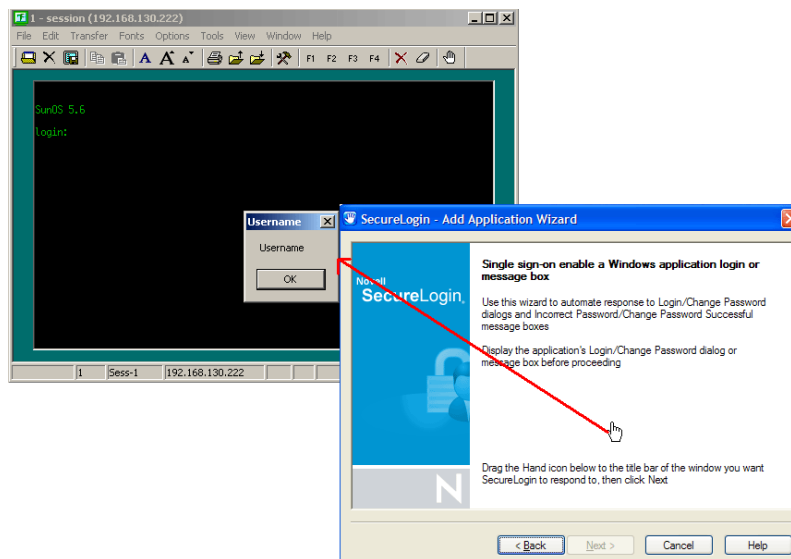 1 - session (192.168.130.222)
File Edit Transfer Fonts Options Tools View Window Help
A A A F1 F2 F3 F4
SunOS 5.6
login:
Username
Username
OK
1 Sess-1 192.168.130.222
SecureLogin - Add Application Wizard
Novell
SecureLogin
Single sign-on enable a Windows application login or
message box
Use this wizard to automate response to Login/Change Password
dialogs and Incorrect Password/Change Password Successful
message boxes
Display the application's Login/Change Password dialog or
message box before proceeding
Drag the Hand icon below to the title bar of the window you want
SecureLogin to respond to, then click Next
N
< Back Next > Cancel Help